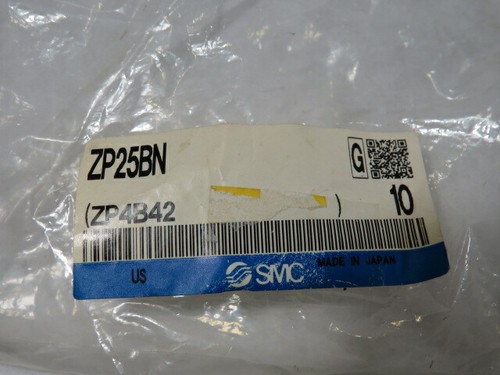 ZP25BN
G
(ZP4B42 ) 10
US SMC MADE IN JAPAN